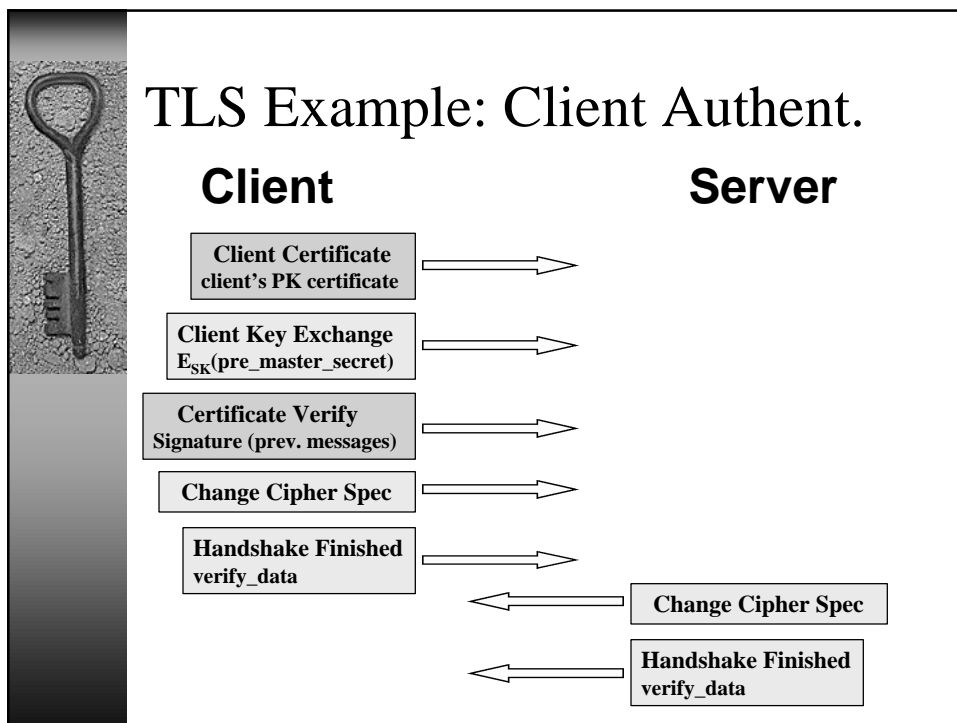 TLS Example: Client Authent.
Client
Server
Client Certificate
client's PK certificate
Client Key Exchange
E_SK(pre_master_secret)
Certificate Verify
Signature (prev. messages)
Change Cipher Spec
Handshake Finished
verify_data
Change Cipher Spec
Handshake Finished
verify_data